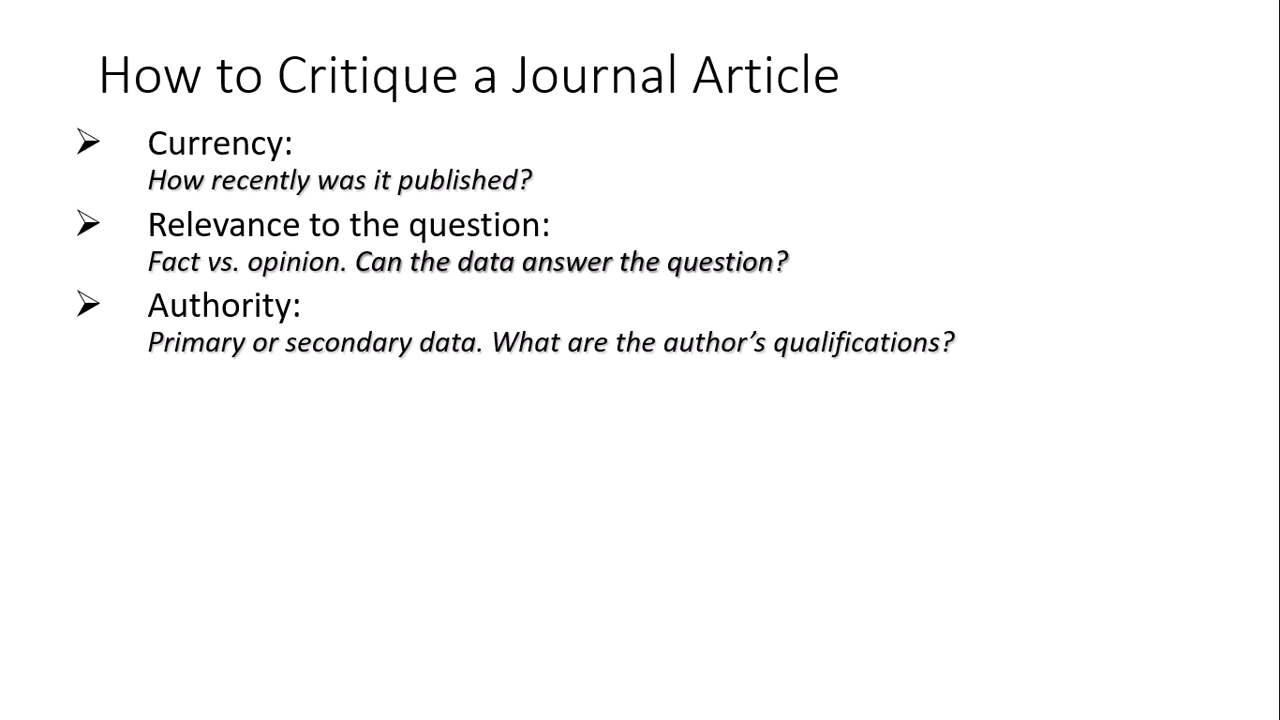 How to Critique a Journal Article
➢ Currency:
How recently was it published?
➢ Relevance to the question:
Fact vs. opinion. Can the data answer the question?
➢ Authority:
Primary or secondary data. What are the author’s qualifications?